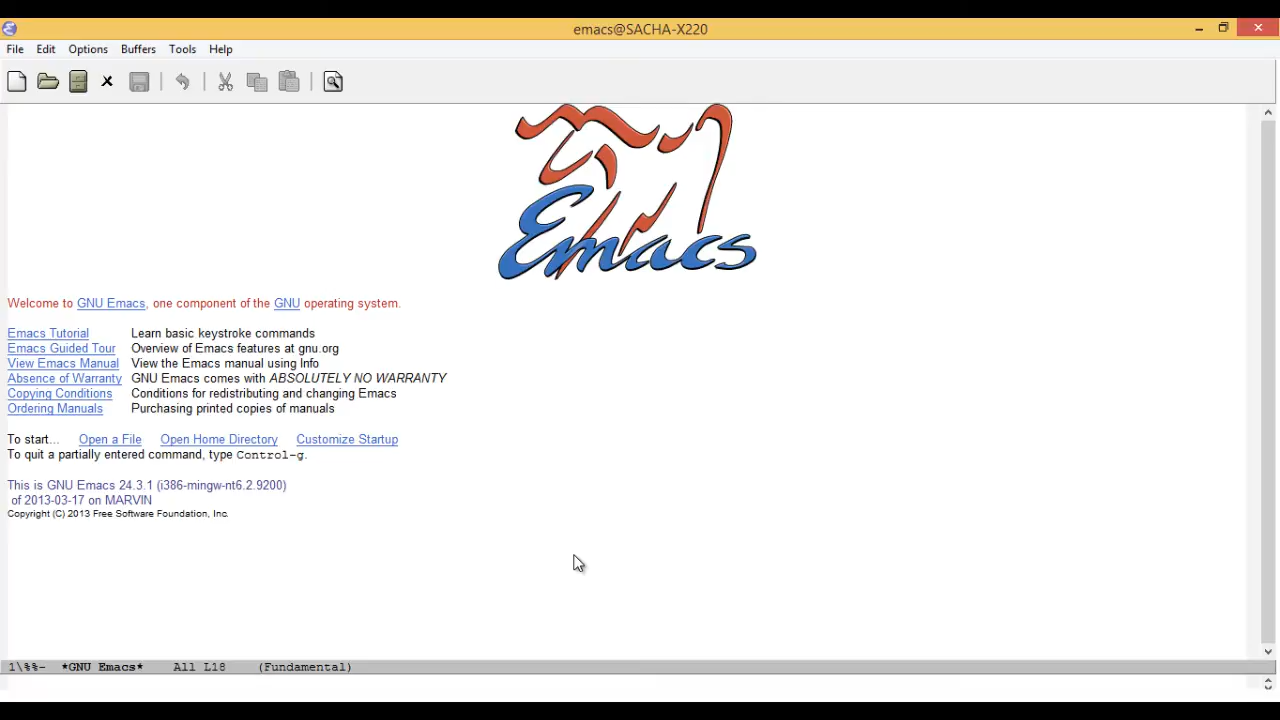 emacs@SACHA-X220
File Edit Options Buffers Tools Help
Emacs
Welcome to GNU Emacs, one component of the GNU operating system.
Emacs Tutorial Learn basic keystroke commands
Emacs Guided Tour Overview of Emacs features at gnu.org
View Emacs Manual View the Emacs manual using Info
Absence of Warranty GNU Emacs comes with ABSOLUTELY NO WARRANTY
Copying Conditions Conditions for redistributing and changing Emacs
Ordering Manuals Purchasing printed copies of manuals
To start... Open a File Open Home Directory Customize Startup
To quit a partially entered command, type Control-g.
This is GNU Emacs 24.3.1 (i386-mingw-nt6.2.9200)
of 2013-03-17 on MARVIN
Copyright (C) 2013 Free Software Foundation, Inc.
1\%%- *GNU Emacs* All L18 (Fundamental)